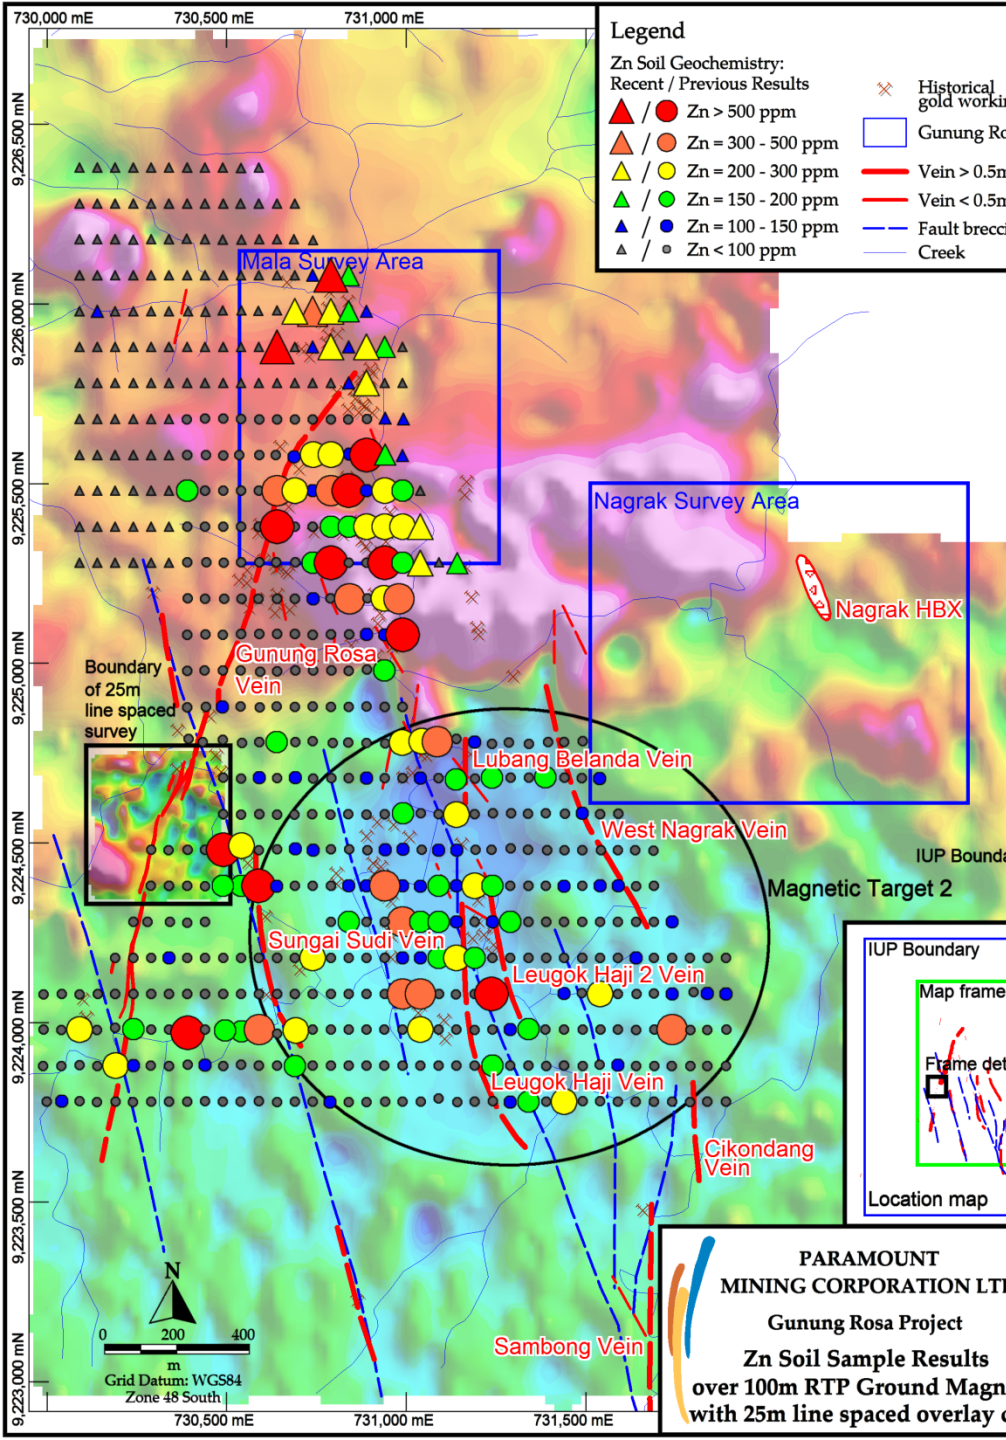 730,000 mE
730,500 mE
731,000 mE
Legend
Zn Soil Geochemistry:
Recent / Previous Results
/ Zn > 500 ppm
/ Zn = 300 - 500 ppm
/ Zn = 200 - 300 ppm
/ Zn = 150 - 200 ppm
/ Zn = 100 - 150 ppm
/ Zn < 100 ppm
Historical
gold workin
Gunung Ro
Vein > 0.5m
Vein < 0.5m
Fault brecci
Creek
9,226,500 mN
9,226,000 mN
9,225,500 mN
9,225,000 mN
9,224,500 mN
9,224,000 mN
9,223,500 mN
9,223,000 mN
Mala Survey Area
Nagrak Survey Area
Nagrak HBX
Gunung Rosa
Vein
Boundary
of 25m
line spaced
survey
Lubang Belanda Vein
West Nagrak Vein
IUP Bounda
Magnetic Target 2
Sungai Sudi Vein
Leugok Haji 2 Vein
Leugok Haji Vein
Cikondang
Vein
Sambong Vein
IUP Boundary
Map frame
Frame det
Location map
N
0 200 400
m
Grid Datum: WGS84
Zone 48 South
PARAMOUNT
MINING CORPORATION LT
Gunung Rosa Project
Zn Soil Sample Results
over 100m RTP Ground Magn
with 25m line spaced overlay
730,500 mE
731,000 mE
731,500 mE